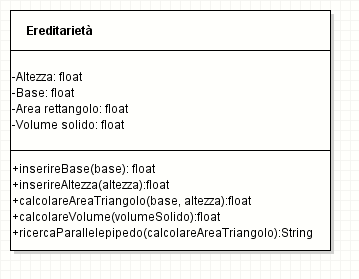 Ereditarietà
-Altezza: float
-Base: float
-Area rettangolo: float
-Volume solido: float
+inserireBase(base): float
+inserireAltezza(altezza):float
+calcolareAreaTriangolo(base, altezza):float
+calcolareVolume(volumeSolido):float
+ricercaParallelepipedo(calcolareAreaTriangolo):String